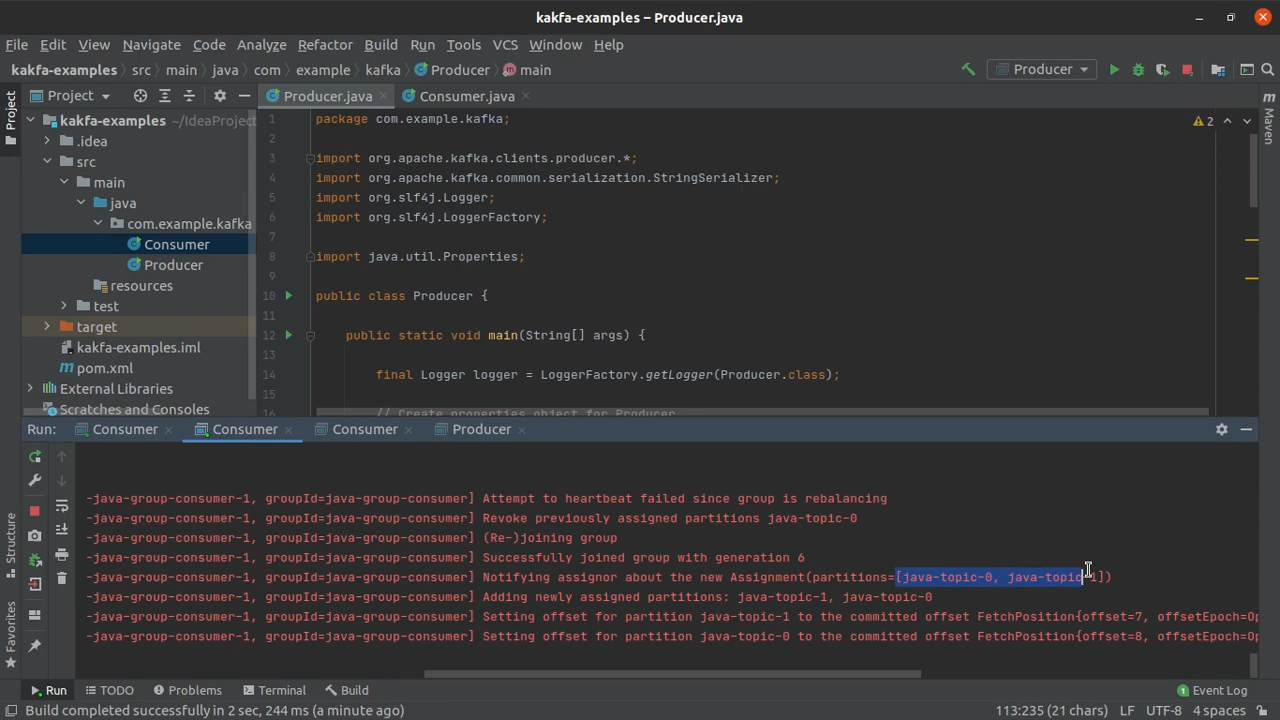 kakfa-examples – Producer.java
File Edit View Navigate Code Analyze Refactor Build Run Tools VCS Window Help
kakfa-examples src main java com example kafka Producer main Producer
Project Producer.java Consumer.java
kakfa-examples ~/IdeaProject
.idea
src
main
java
com.example.kafka
Consumer
Producer
resources
test
target
kakfa-examples.iml
pom.xml
External Libraries
Scratches and Consoles
1 package com.example.kafka;
2
3 import org.apache.kafka.clients.producer.*;
4 import org.apache.kafka.common.serialization.StringSerializer;
5 import org.slf4j.Logger;
6 import org.slf4j.LoggerFactory;
7
8 import java.util.Properties;
9
10 public class Producer {
11
12 public static void main(String[] args) {
13
14 final Logger logger = LoggerFactory.getLogger(Producer.class);
15
16 // Create properties object for Producer
2
Project
Structure
Favorites
Maven
Run: Consumer Consumer Consumer Producer
-java-group-consumer-1, groupId=java-group-consumer] Attempt to heartbeat failed since group is rebalancing
-java-group-consumer-1, groupId=java-group-consumer] Revoke previously assigned partitions java-topic-0
-java-group-consumer-1, groupId=java-group-consumer] (Re-)joining group
-java-group-consumer-1, groupId=java-group-consumer] Successfully joined group with generation 6
-java-group-consumer-1, groupId=java-group-consumer] Notifying assignor about the new Assignment(partitions=[java-topic-0, java-topic-1])
-java-group-consumer-1, groupId=java-group-consumer] Adding newly assigned partitions: java-topic-1, java-topic-0
-java-group-consumer-1, groupId=java-group-consumer] Setting offset for partition java-topic-1 to the committed offset FetchPosition{offset=7, offsetEpoch=Op
-java-group-consumer-1, groupId=java-group-consumer] Setting offset for partition java-topic-0 to the committed offset FetchPosition{offset=8, offsetEpoch=Op
Run TODO Problems Terminal Build 1 Event Log
Build completed successfully in 2 sec, 244 ms (a minute ago) 113:235 (21 chars) LF UTF-8 4 spaces